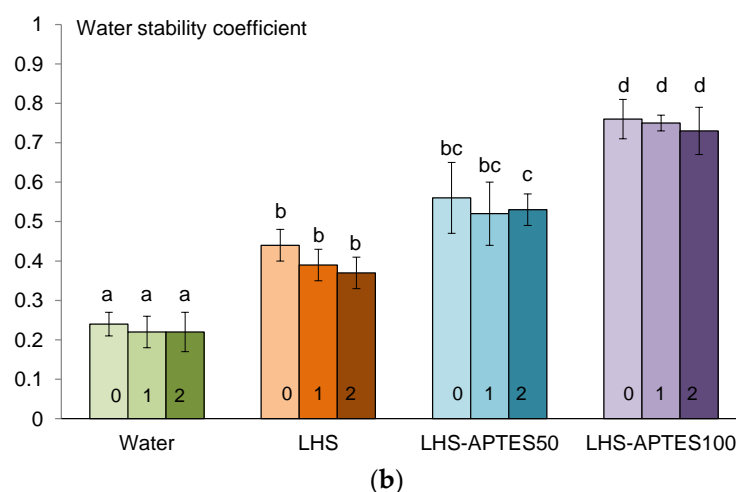 Water stability coefficient
1
0.9
0.8
0.7
0.6
0.5
0.4
0.3
0.2
0.1
0
a a a
b b b
bc bc c
d d d
0 1 2 0 1 2 0 1 2 0 1 2
Water LHS LHS-APTES50 LHS-APTES100
(b)